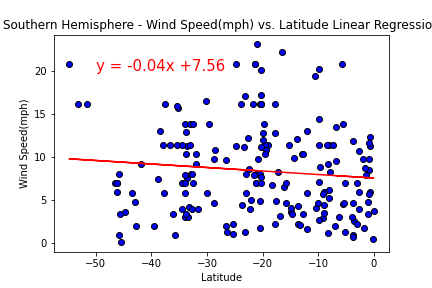 Southern Hemisphere - Wind Speed(mph) vs. Latitude Linear Regressio
y = -0.04x +7.56
Wind Speed(mph)
20
15
10
5
0
−50
−40
−30
−20
−10
0
Latitude